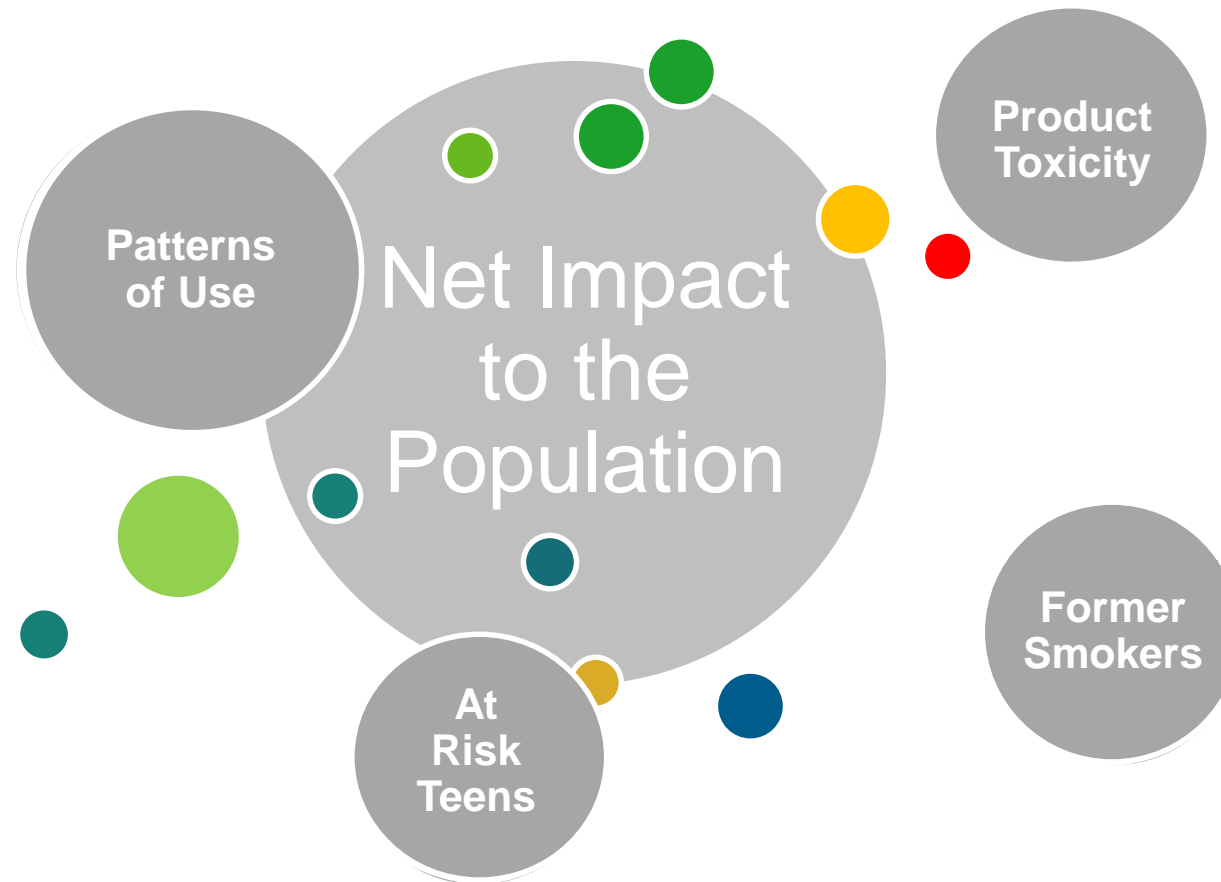 Product
Toxicity
Patterns
of Use
Net Impact
to the
Population
Former
Smokers
At
Risk
Teens